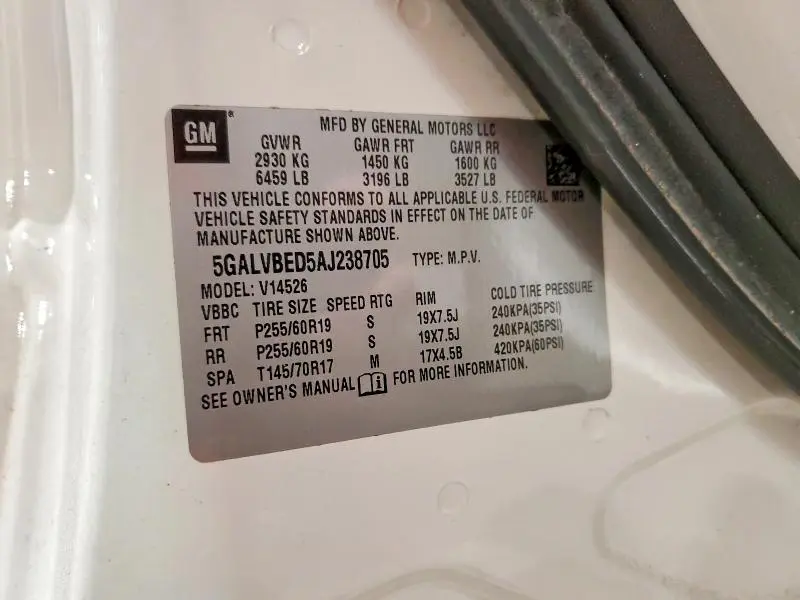 GM ®
MFD BY GENERAL MOTORS LLC
GVWR GAWR FRT GAWR RR
2930 KG 1450 KG 1600 KG
6459 LB 3196 LB 3527 LB
THIS VEHICLE CONFORMS TO ALL APPLICABLE U.S. FEDERAL MOTOR
VEHICLE SAFETY STANDARDS IN EFFECT ON THE DATE OF
MANUFACTURE SHOWN ABOVE.
5GALVBED5AJ238705 TYPE: M.P.V.
MODEL: V14526
VBBC TIRE SIZE SPEED RTG RIM COLD TIRE PRESSURE
FRT P255/60R19 S 19X7.5J 240KPA(35PSI)
RR P255/60R19 S 19X7.5J 240KPA(35PSI)
SPA T145/70R17 M 17X4.5B 420KPA(60PSI)
SEE OWNER'S MANUAL i FOR MORE INFORMATION.